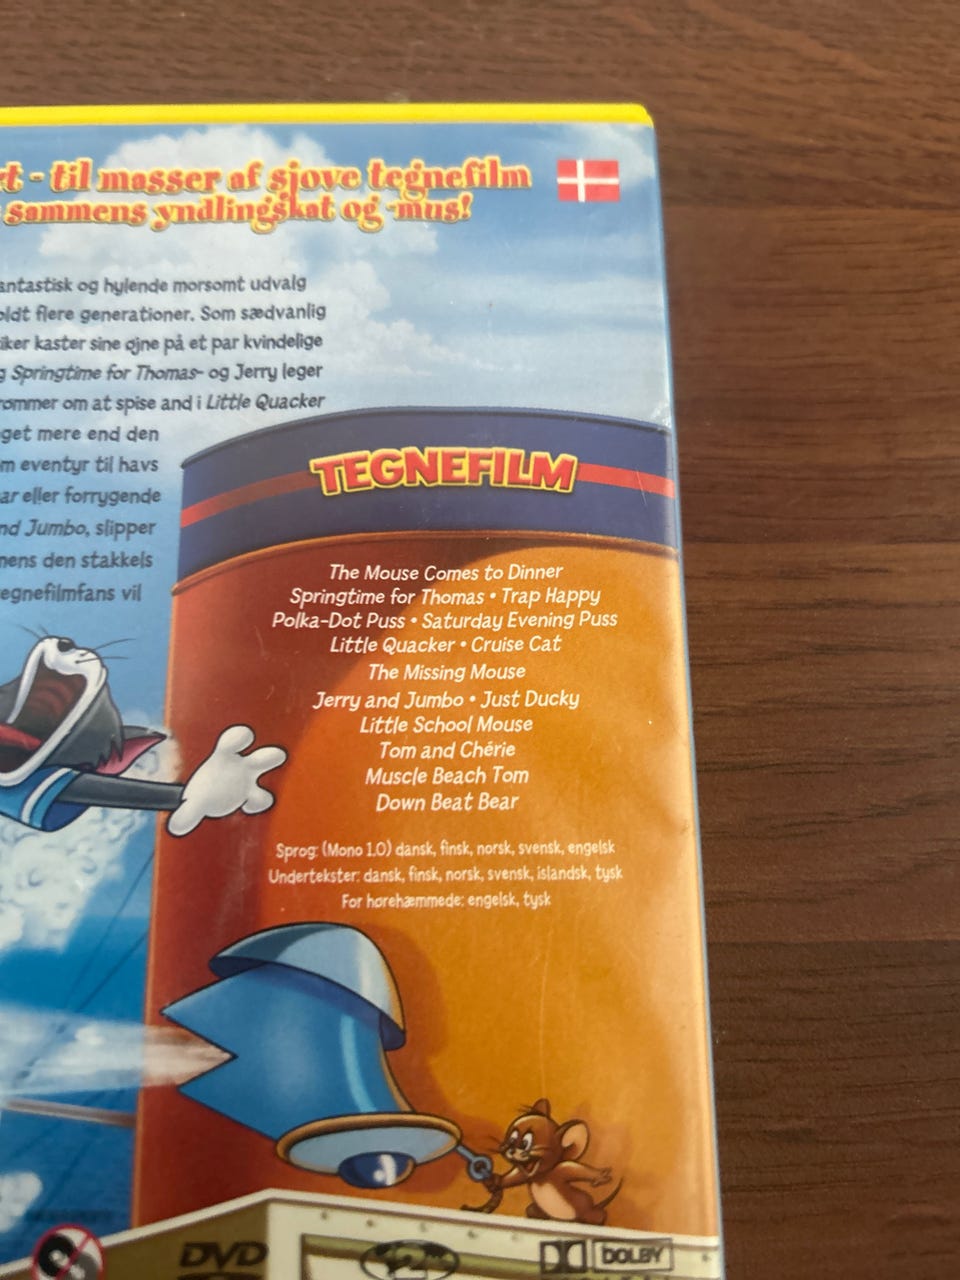 - til masser af sjove tegnefilm
sammens yndlingskat og -mus!
antastisk og hylende morsomt udvalg
oldt flere generationer. Som sædvanlig
iker kaster sine øjne på et par kvindelige
g Springtime for Thomas- og Jerry leger
rømmer om at spise and i Little Quacker
get mere end den
m eventyr til havs
ar eller forrygende
nd Jumbo, slipper
mens den stakkels
egnefilmfans vil
TEGNEFILM
The Mouse Comes to Dinner
Springtime for Thomas • Trap Happy
Polka-Dot Puss • Saturday Evening Puss
Little Quacker • Cruise Cat
The Missing Mouse
Jerry and Jumbo • Just Ducky
Little School Mouse
Tom and Chérie
Muscle Beach Tom
Down Beat Bear
Sprog: (Mono 1.0) dansk, finsk, norsk, svensk, engelsk
Undertekster: dansk, finsk, norsk, svensk, islandsk, tysk
For hørehæmmede: engelsk, tysk
DVD 2 DOLBY